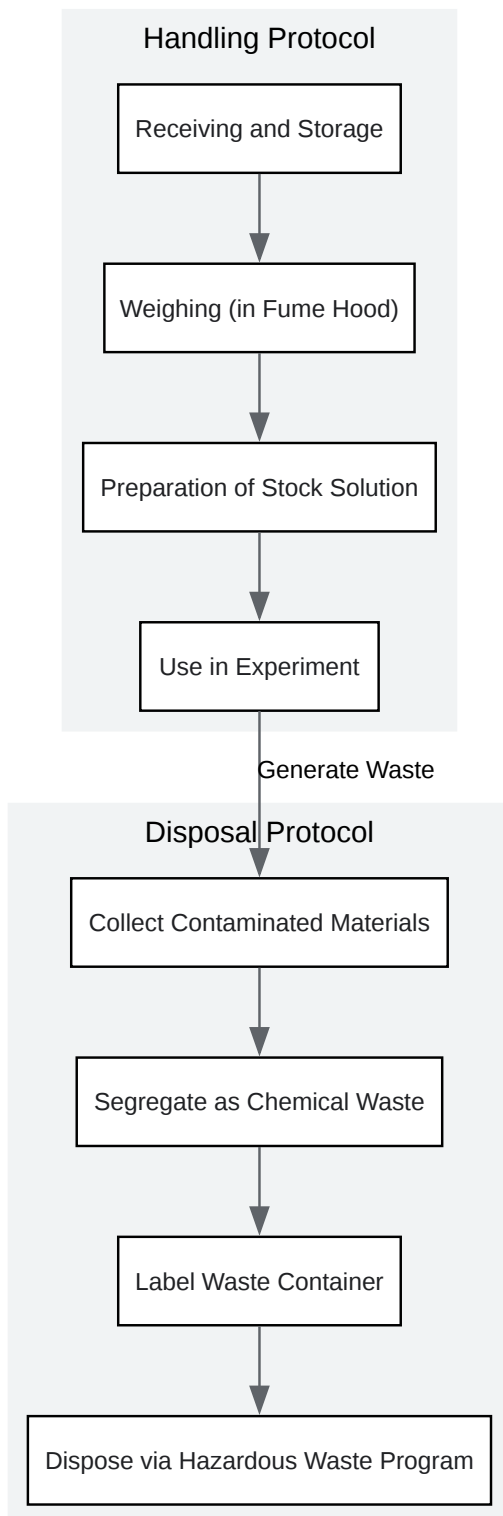 Handling Protocol
Receiving and Storage
Weighing (in Fume Hood)
Preparation of Stock Solution
Use in Experiment
Generate Waste
Disposal Protocol
Collect Contaminated Materials
Segregate as Chemical Waste
Label Waste Container
Dispose via Hazardous Waste Program